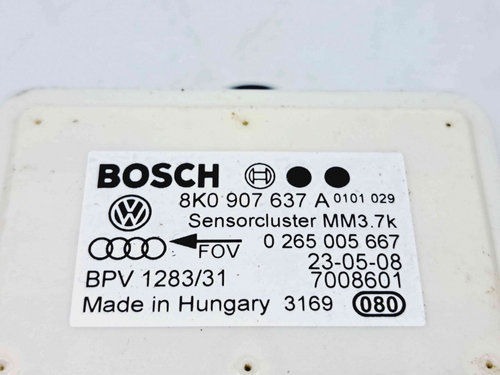 BOSCH
8K0 907 637 A 0101 029
Sensorcluster MM3.7k
FOV 0 265 005 667
23-05-08
BPV 1283/31 7008601
Made in Hungary 3169 080